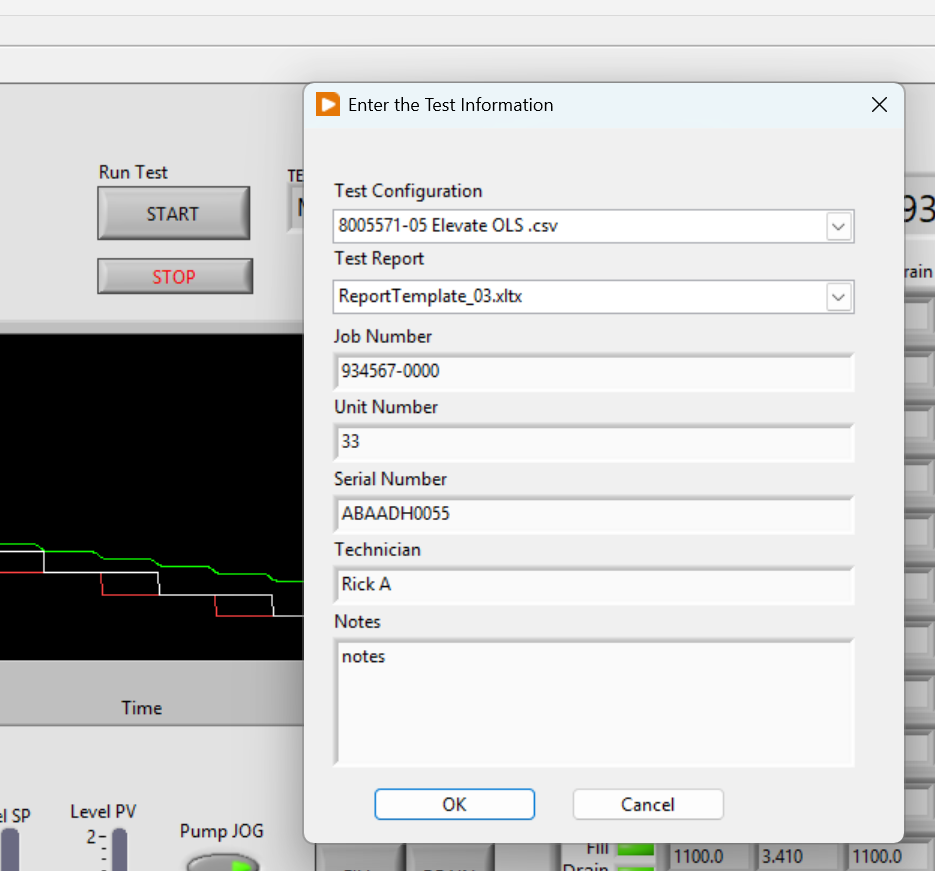 Enter the Test Information
Run Test
START
STOP
Test Configuration
8005571-05 Elevate OLS .csv
Test Report
ReportTemplate_03.xltx
Job Number
934567-0000
Unit Number
33
Serial Number
ABAADH0055
Technician
Rick A
Notes
notes
OK
Cancel
TE
93
rain
Time
el SP
Level PV
2
Pump JOG
Fill
Drain
1100.0
3.410
1100.0